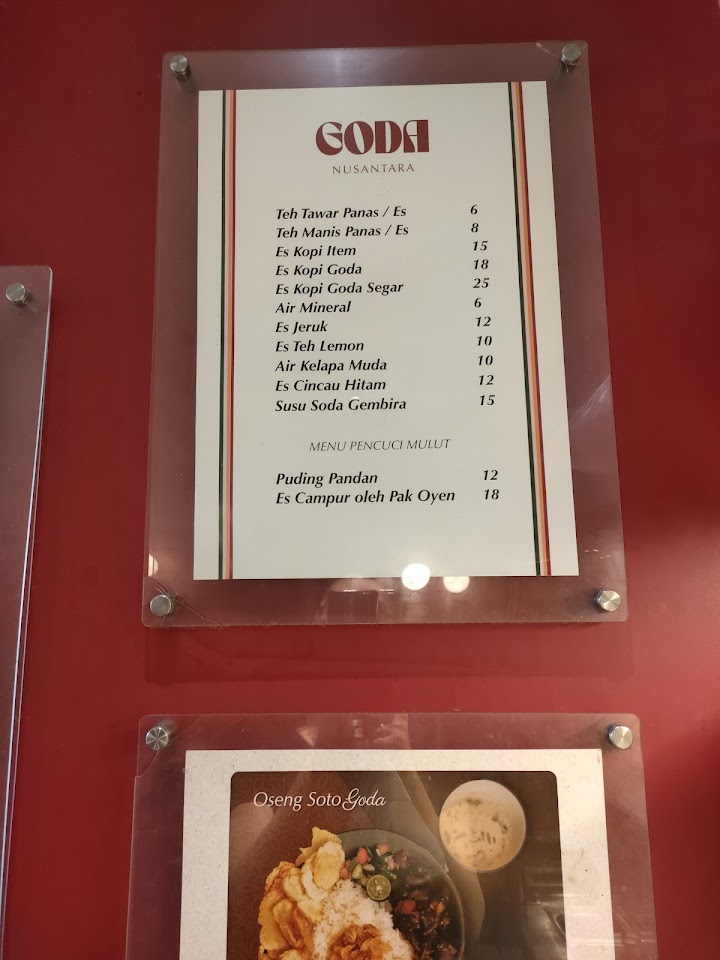 GODA
NUSANTARA
Teh Tawar Panas / Es 6
Teh Manis Panas / Es 8
Es Kopi Item 15
Es Kopi Goda 18
Es Kopi Goda Segar 25
Air Mineral 6
Es Jeruk 12
Es Teh Lemon 10
Air Kelapa Muda 10
Es Cincau Hitam 12
Susu Soda Gembira 15
MENU PENCUCI MULUT
Puding Pandan 12
Es Campur oleh Pak Oyen 18
Oseng Soto Goda